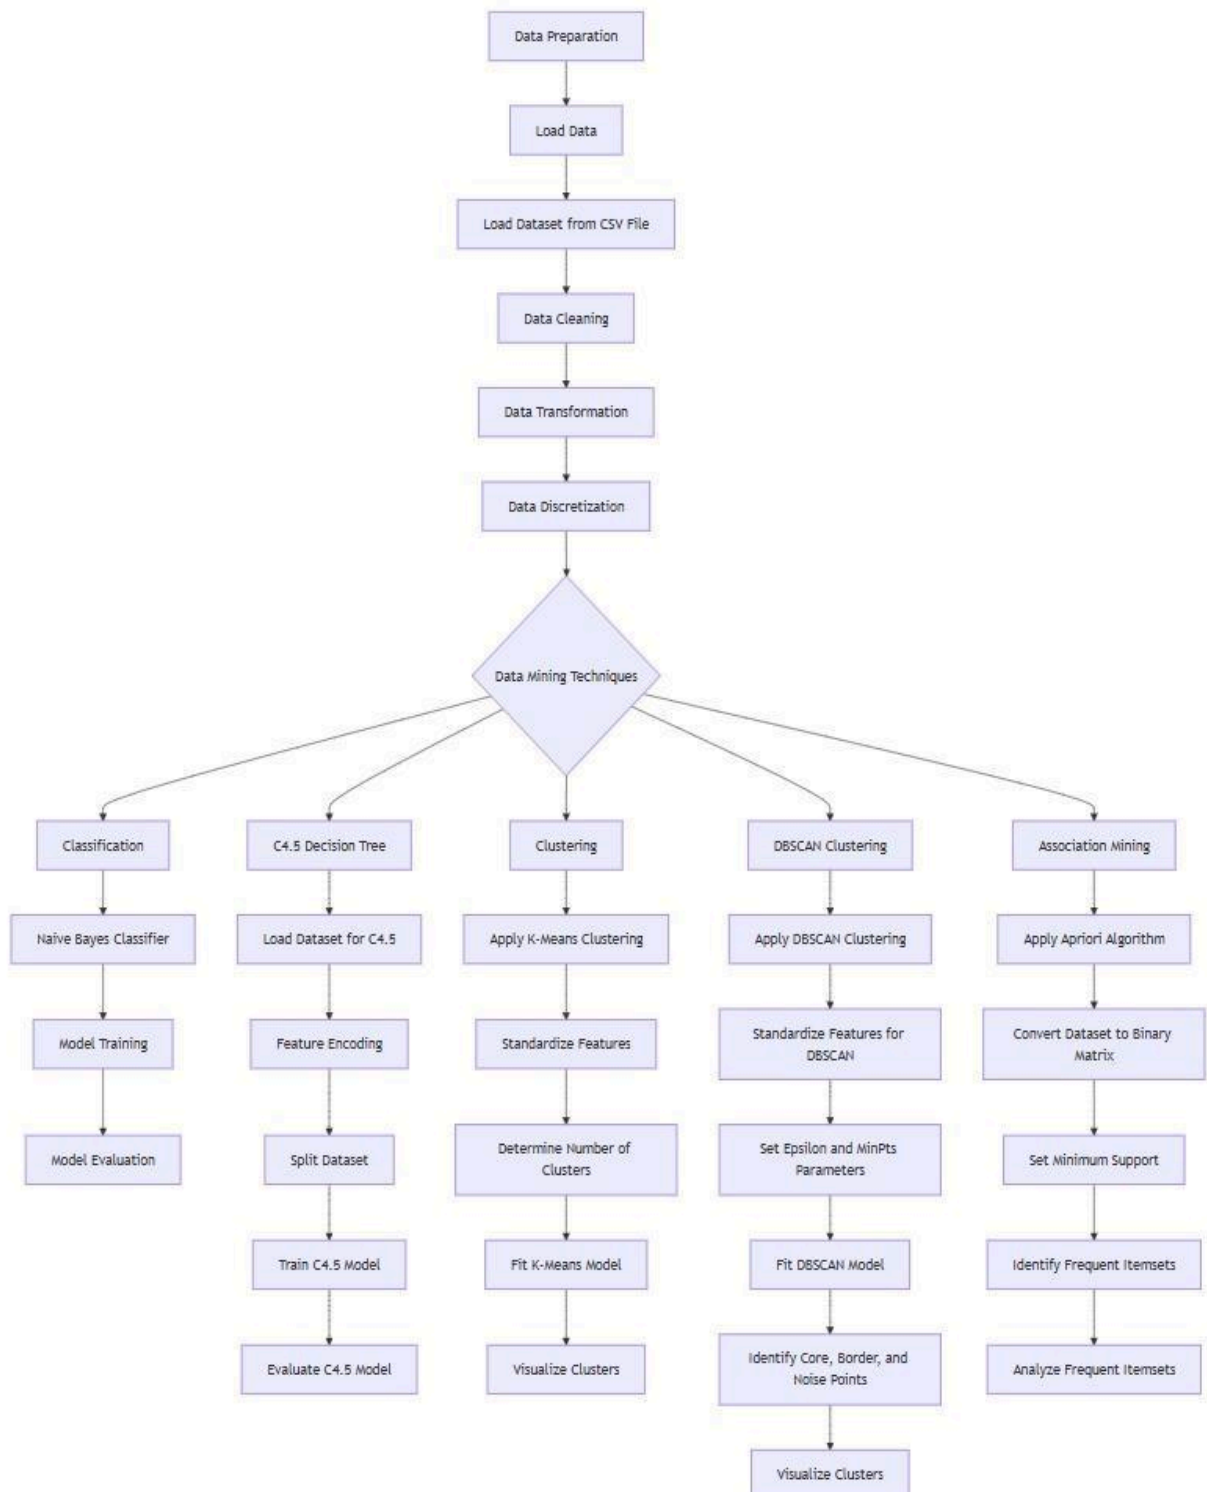 Data Preparation
Load Data
Load Dataset from CSV File
Data Cleaning
Data Transformation
Data Discretization
Data Mining Techniques
Classification
C4.5 Decision Tree
Clustering
DBSCAN Clustering
Association Mining
Naive Bayes Classifier
Load Dataset for C4.5
Apply K-Means Clustering
Apply DBSCAN Clustering
Apply Apriori Algorithm
Model Training
Feature Encoding
Standardize Features
Standardize Features for
DBSCAN
Convert Dataset to Binary
Matrix
Model Evaluation
Split Dataset
Determine Number of
Clusters
Set Epsilon and MinPts
Parameters
Set Minimum Support
Train C4.5 Model
Fit K-Means Model
Fit DBSCAN Model
Identify Frequent Itemsets
Evaluate C4.5 Model
Visualize Clusters
Identify Core, Border, and
Noise Points
Analyze Frequent Itemsets
Visualize Clusters